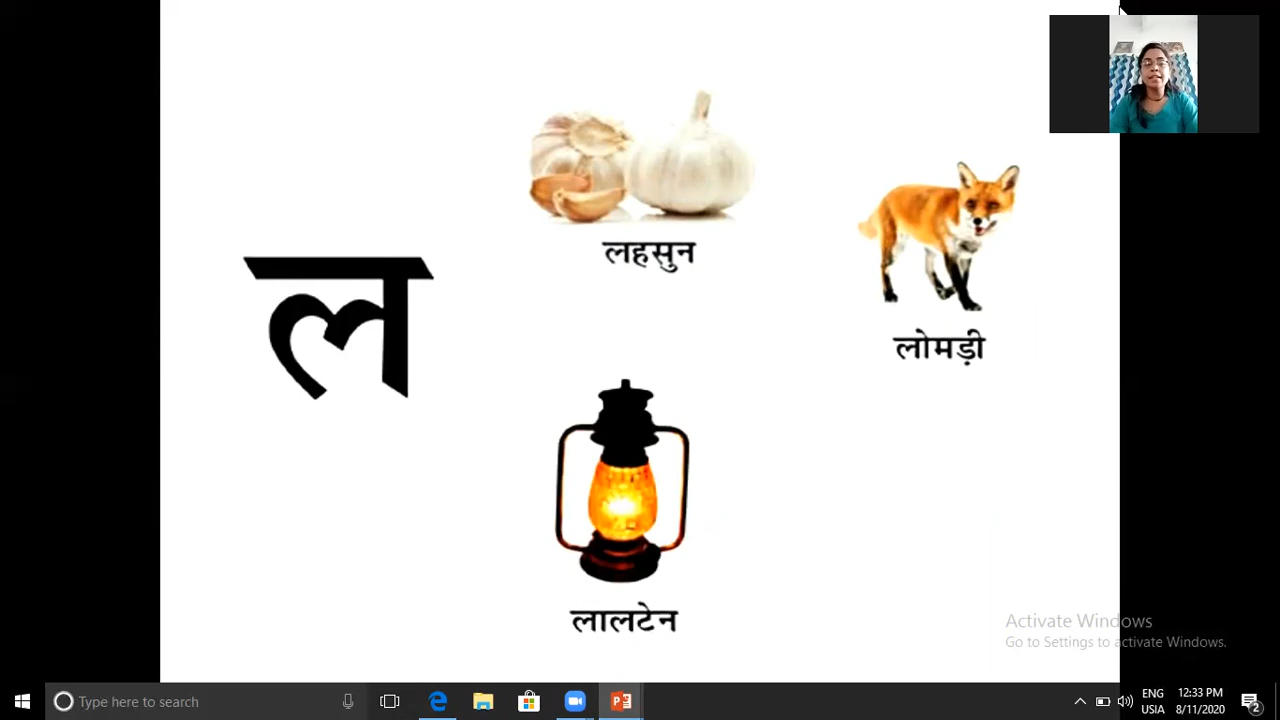 ल
लहसुन
लोमड़ी
लालटेन
Activate Windows
Go to Settings to activate Windows.
Type here to search
ENG
USIA
12:33 PM
8/11/2020
2